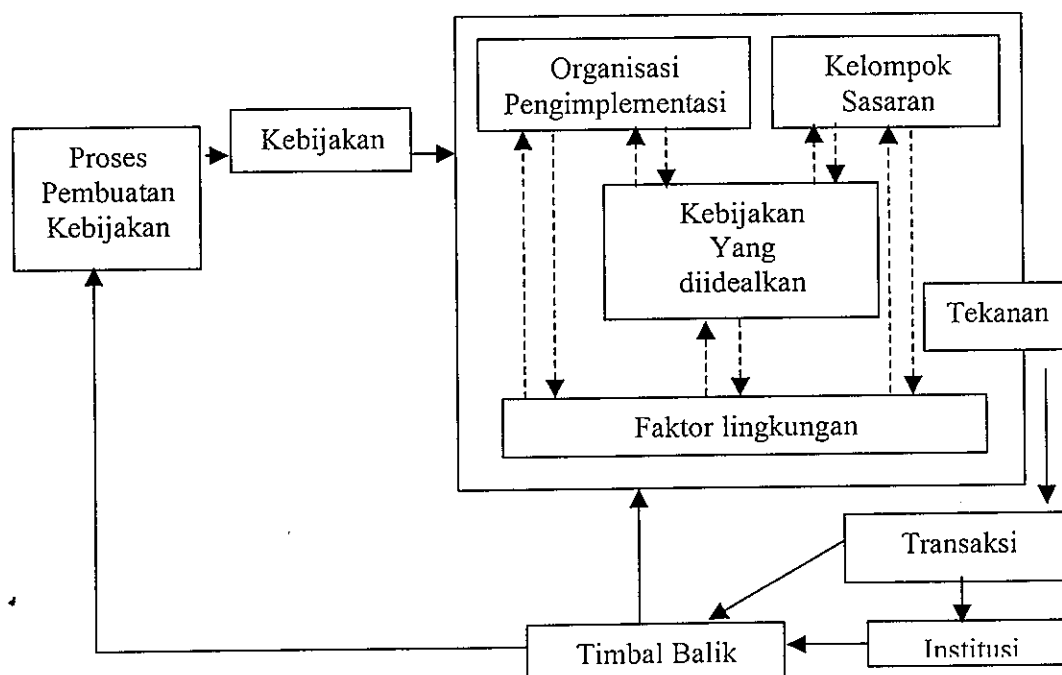 Organisasi
Pengimplementasi
Kelompok
Sasaran
Kebijakan
Proses
Pembuatan
Kebijakan
Kebijakan
Yang
diidealkan
Tekanan
Faktor lingkungan
Transaksi
Timbal Balik
Institusi